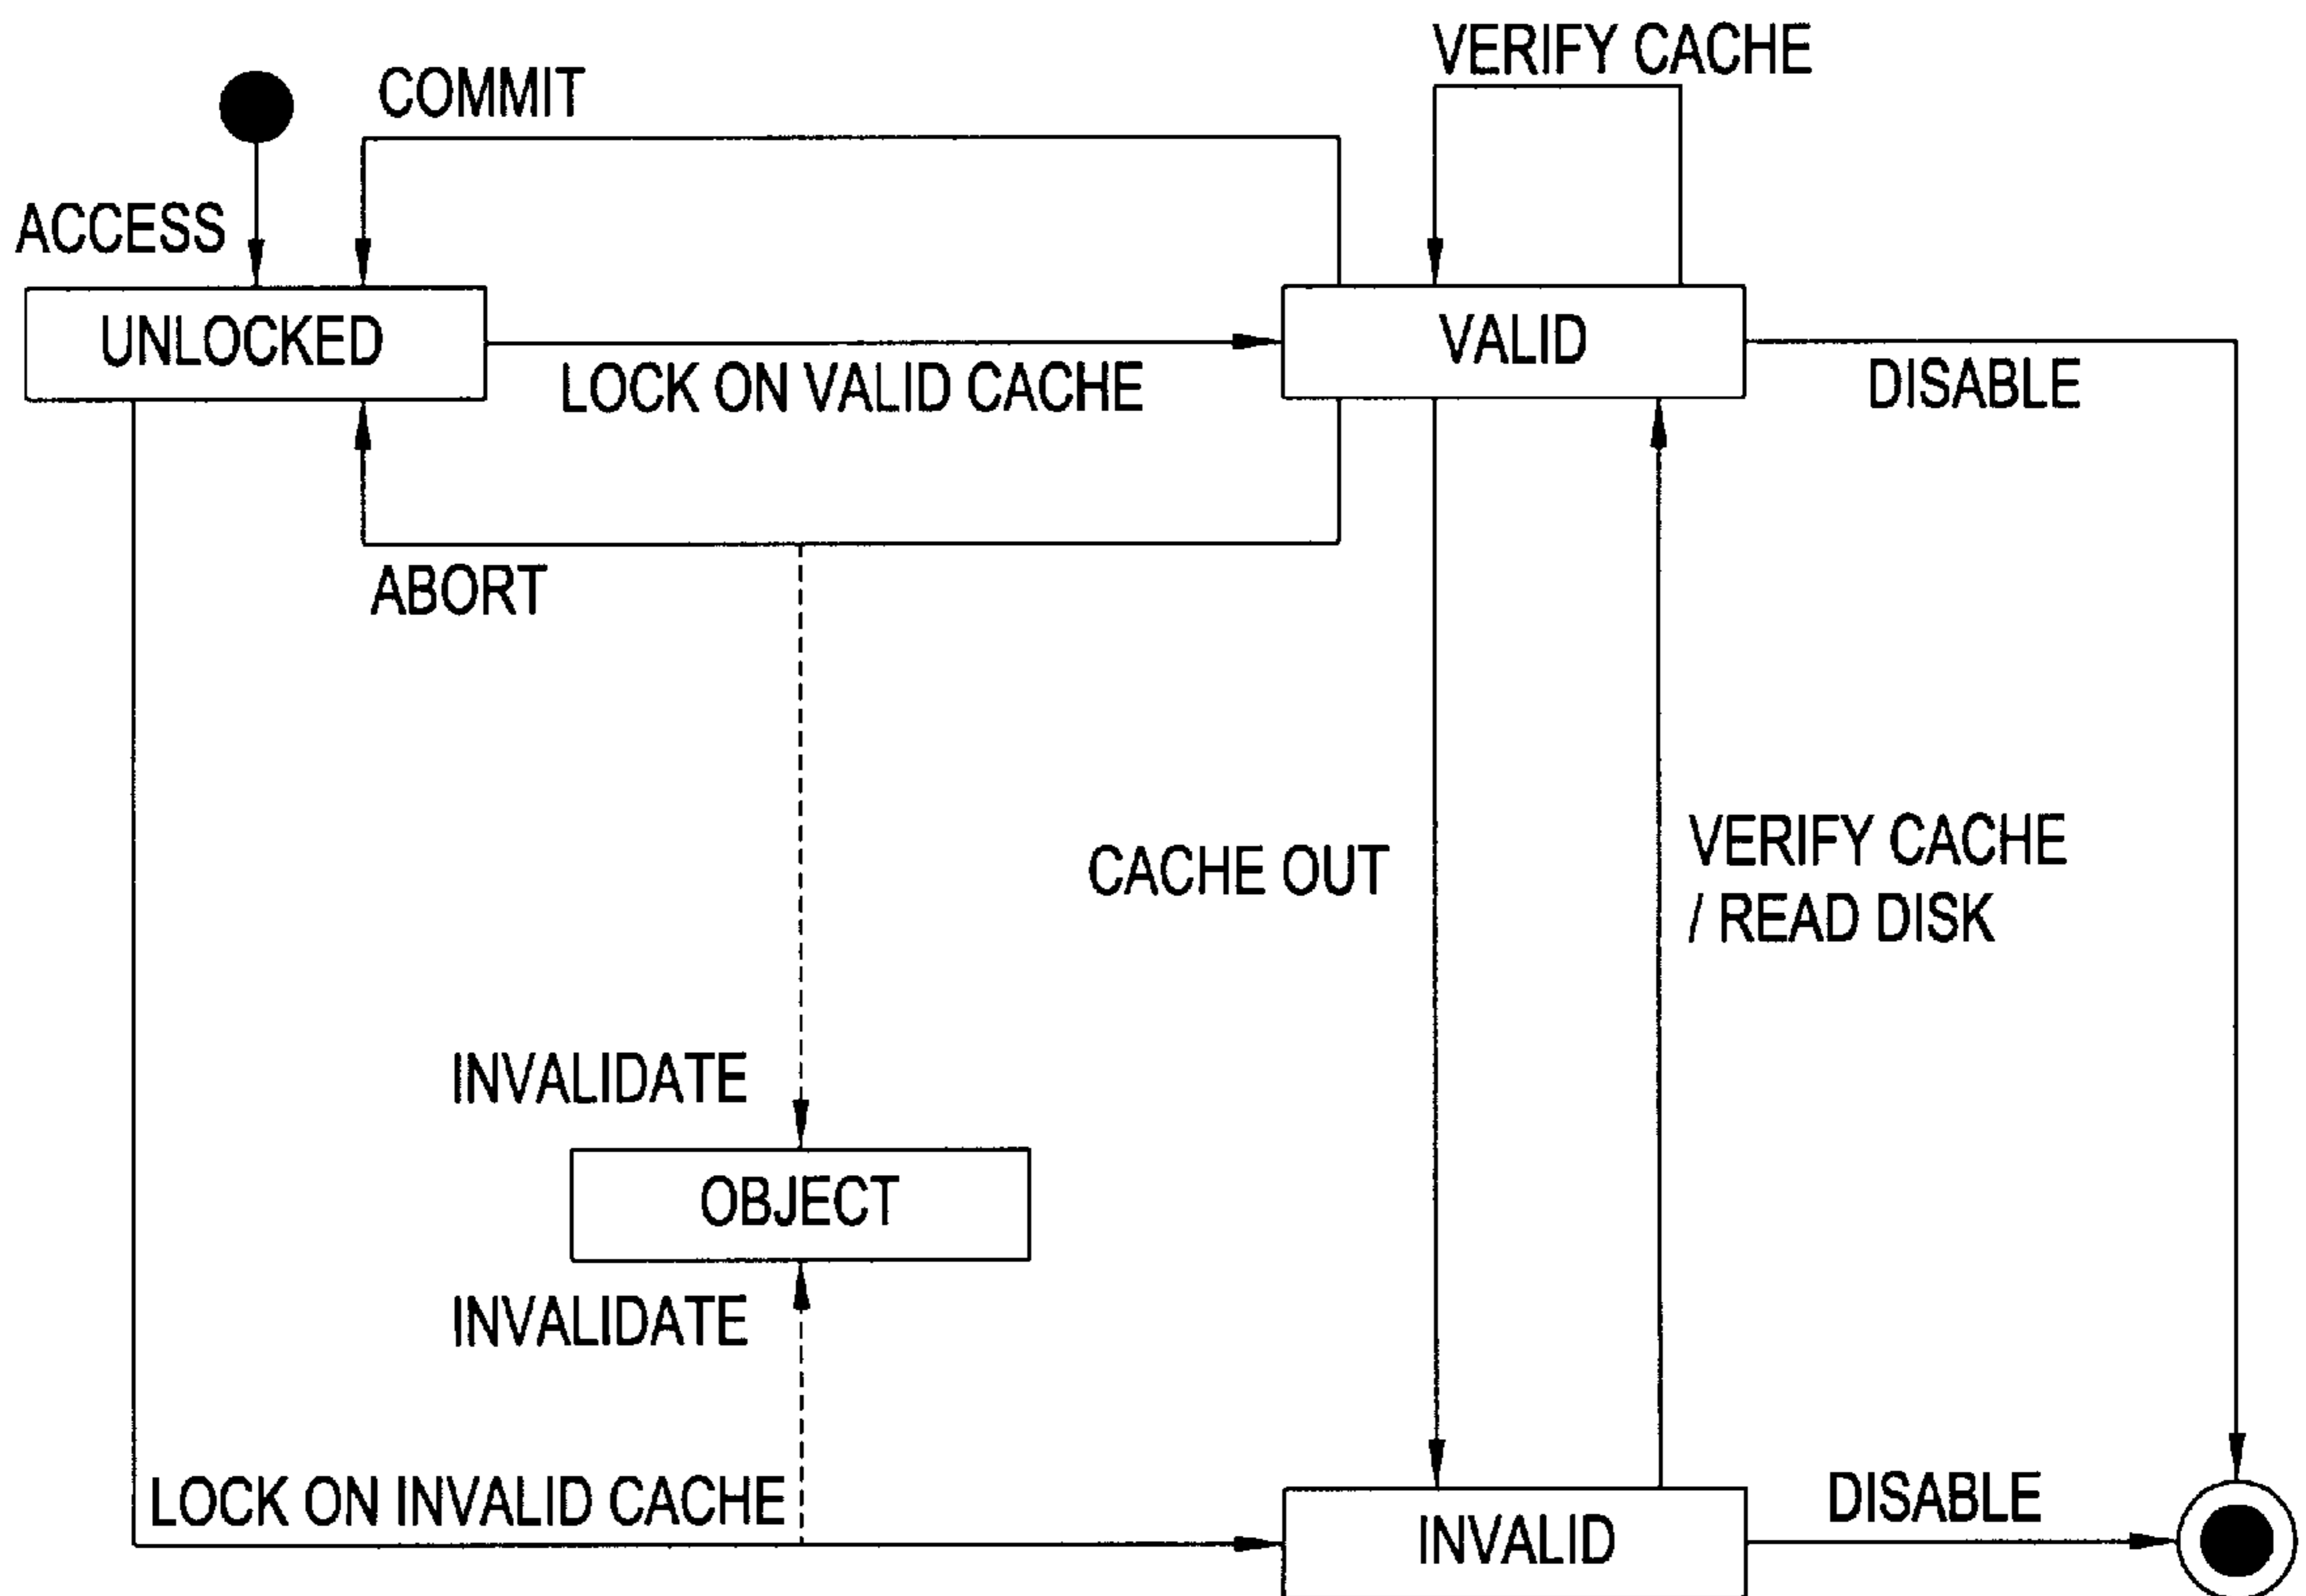 VERIFY CACHE
COMMIT
ACCESS
UNLOCKED
VALID
LOCK ON VALID CACHE
DISABLE
ABORT
VERIFY CACHE
/ READ DISK
CACHE OUT
INVALIDATE
OBJECT
INVALIDATE
LOCK ON INVALID CACHE
DISABLE
INVALID